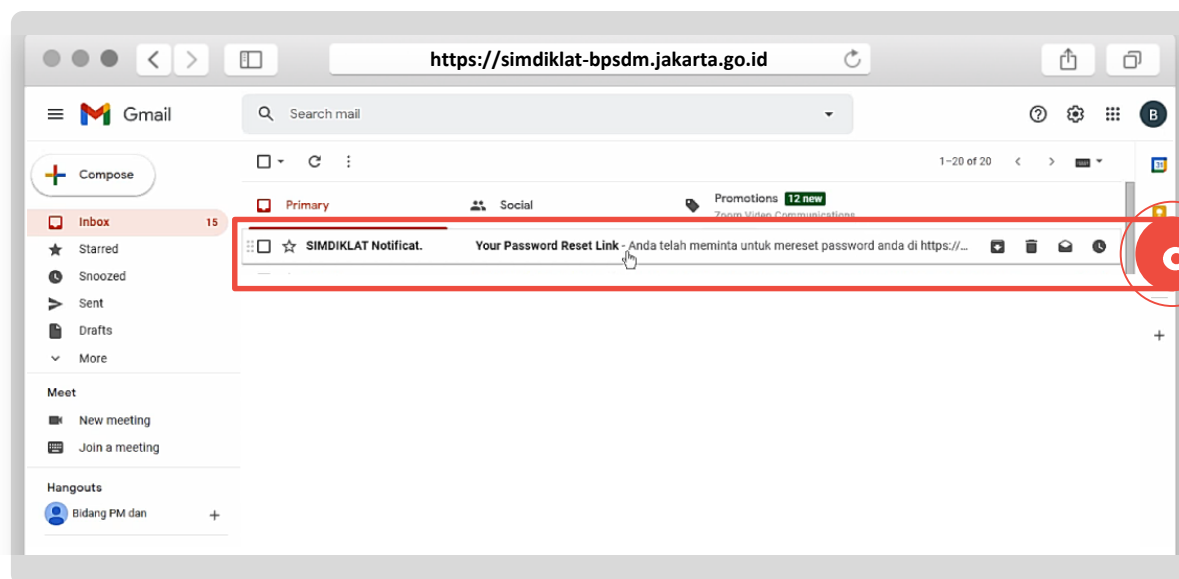 https://simdiklat-bpsdm.jakarta.go.id
Gmail
Search mail
B
Compose
1–20 of 20
31
Primary
Social
Promotions 12 new
Zoom Video Communications
Inbox 15
SIMDIKLAT Notificat. Your Password Reset Link - Anda telah meminta untuk mereset password anda di https://...
Starred
Snoozed
Sent
Drafts
More
Meet
New meeting
Join a meeting
Hangouts
Bidang PM dan